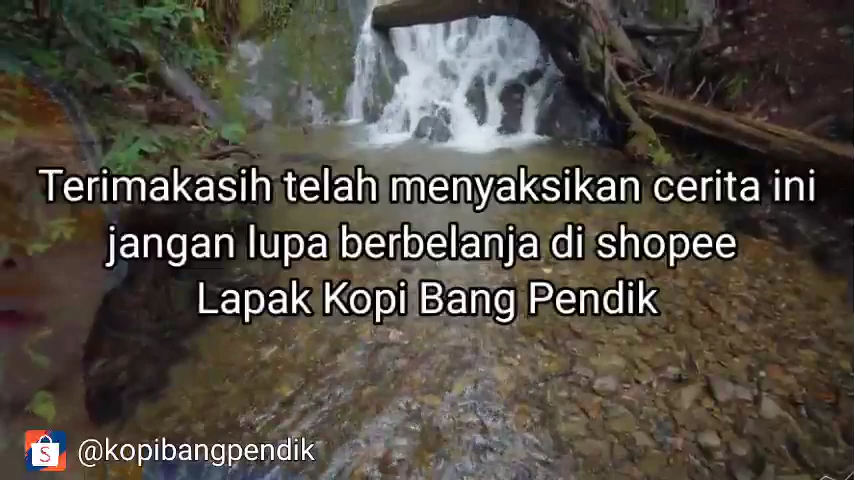 Terimakasih telah menyaksikan cerita ini
jangan lupa berbelanja di shopee
Lapak Kopi Bang Pendik
S @kopibangpendik